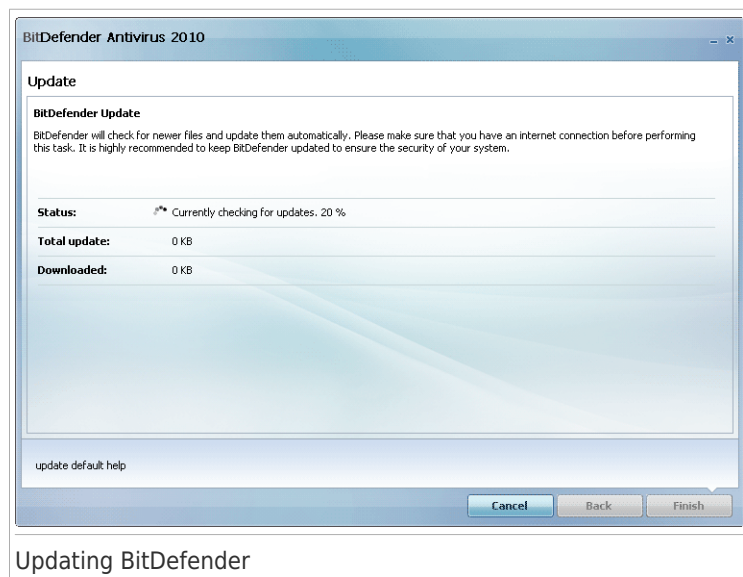 BitDefender Antivirus 2010
Update
BitDefender Update
BitDefender will check for newer files and update them automatically. Please make sure that you have an internet connection before performing
this task. It is highly recommended to keep BitDefender updated to ensure the security of your system.
Status: Currently checking for updates. 20 %
Total update: 0 KB
Downloaded: 0 KB
update default help
Cancel Back Finish
Updating BitDefender